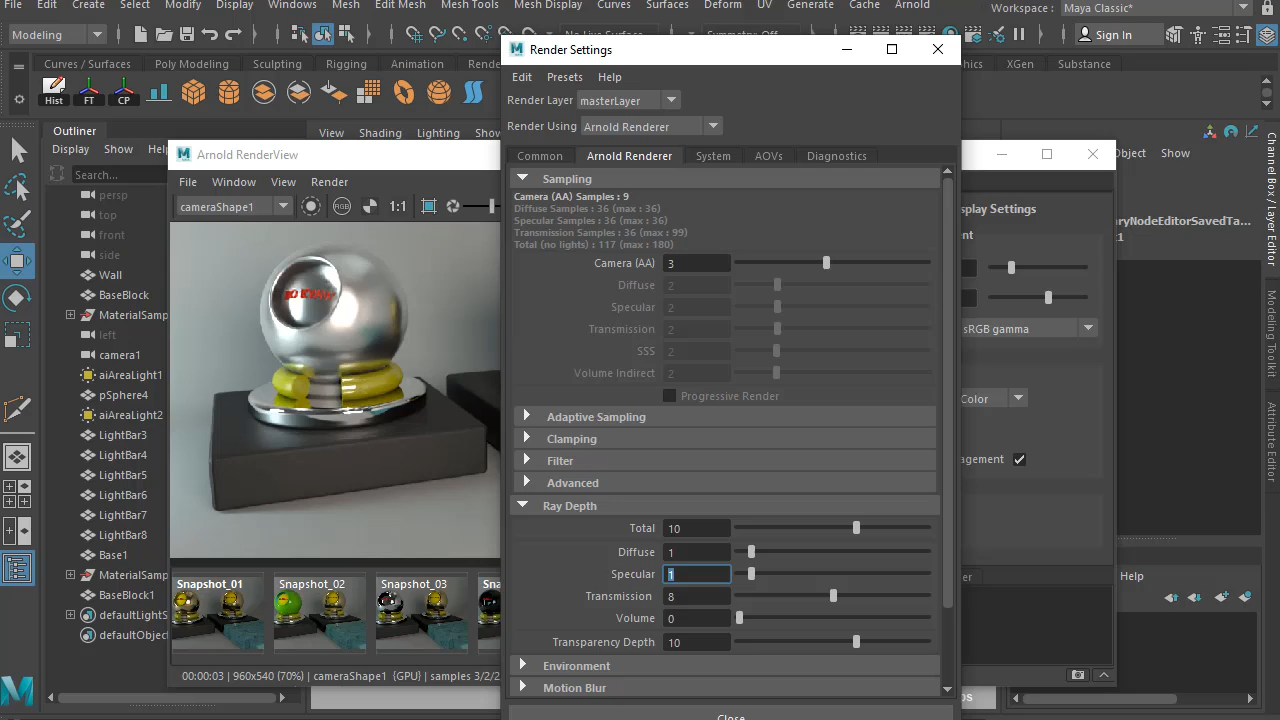 File Edit Create Select Modify Display Windows Mesh Edit Mesh Mesh Tools Mesh Display Curves Surfaces Deform UV Generate Cache Arnold Workspace : Maya Classic*
Modeling No Live Surface Sign In
Curves / Surfaces Poly Modeling Sculpting Rigging Animation XGen Substance
Hist FT CP
Outliner
Display Show
Search...
persp
top
front
side
Wall
BaseBlock
MaterialSamp
left
camera1
aiAreaLight1
pSphere4
aiAreaLight2
LightBar3
LightBar4
LightBar5
LightBar6
LightBar7
LightBar8
Base1
MaterialSamp
BaseBlock1
defaultLightS
defaultObjec
View Shading Lighting
Arnold RenderView
File Window View Render
cameraShape1
RGB 1:1
Snapshot_01 Snapshot_02 Snapshot_03
00:00:03 | 960x540 (70%) | cameraShape1 {GPU} | samples 3/2/2
Render Settings
Edit Presets Help
Render Layer masterLayer
Render Using Arnold Renderer
Common Arnold Renderer System AOVs Diagnostics
Sampling
Camera (AA) Samples : 9
Diffuse Samples : 36 (max : 36)
Specular Samples : 36 (max : 36)
Transmission Samples : 36 (max : 99)
Total (no lights) : 117 (max : 180)
Camera (AA) 3
Diffuse 2
Specular 2
Transmission 2
SSS 2
Volume Indirect 2
Progressive Render
Adaptive Sampling
Clamping
Filter
Advanced
Ray Depth
Total 10
Diffuse 1
Specular 1
Transmission 8
Volume 0
Transparency Depth 10
Environment
Motion Blur
Close
splay Settings
sRGB gamma
Color
agement
Object Show
ryNodeEditorSavedTa...
Help
Channel Box / Layer Editor
Modeling Toolkit
Attribute Editor